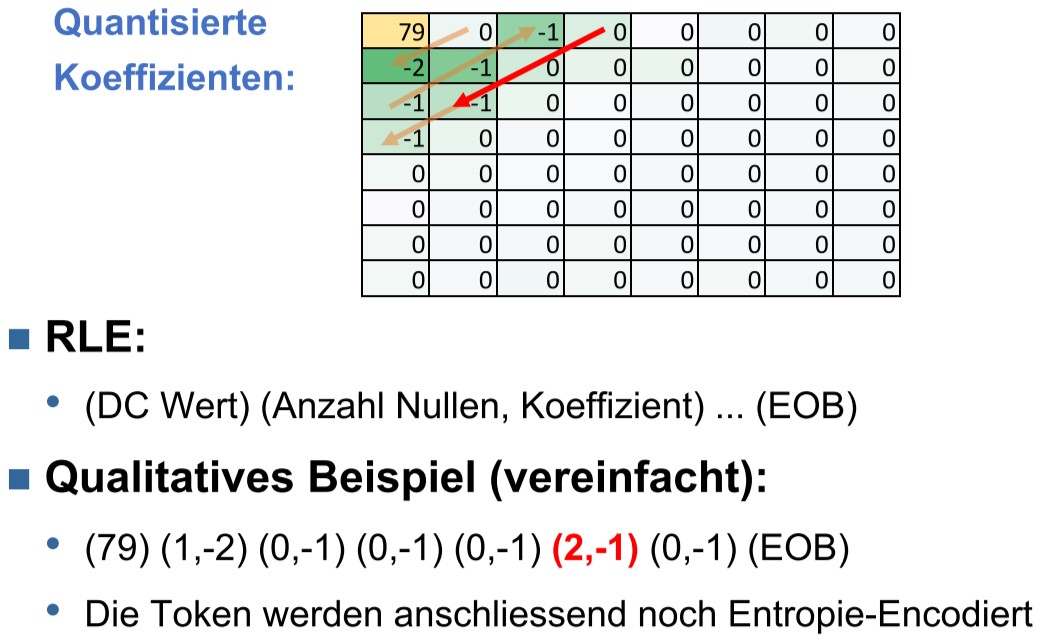 Quantisierte
Koeffizienten:
79 0 -1 0 0 0 0 0
-2 -1 0 0 0 0 0 0
-1 -1 0 0 0 0 0 0
-1 0 0 0 0 0 0 0
0 0 0 0 0 0 0 0
0 0 0 0 0 0 0 0
0 0 0 0 0 0 0 0
0 0 0 0 0 0 0 0
■ RLE:
• (DC Wert) (Anzahl Nullen, Koeffizient) ... (EOB)
■ Qualitatives Beispiel (vereinfacht):
• (79) (1,-2) (0,-1) (0,-1) (0,-1) (2,-1) (0,-1) (EOB)
• Die Token werden anschliessend noch Entropie-Encodiert